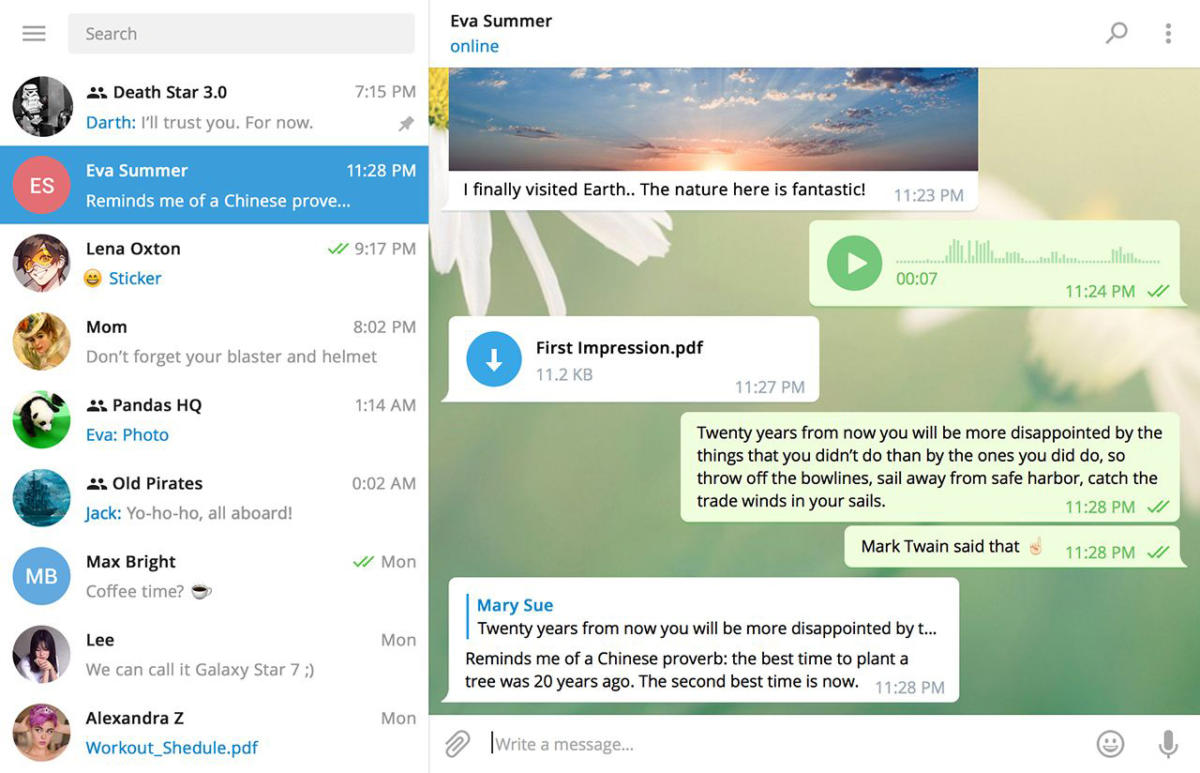 Search
Death Star 3.0
7:15 PM
Darth: I'll trust you. For now.
ES
Eva Summer
11:28 PM
Reminds me of a Chinese prove...
Lena Oxton
9:17 PM
Sticker
Mom
8:02 PM
Don't forget your blaster and helmet
Pandas HQ
1:14 AM
Eva: Photo
Old Pirates
0:02 AM
Jack: Yo-ho-ho, all aboard!
MB
Max Bright
Mon
Coffee time?
Lee
Mon
We can call it Galaxy Star 7 ;)
Alexandra Z
Mon
Workout_Shedule.pdf
Eva Summer
online
I finally visited Earth.. The nature here is fantastic!
11:23 PM
00:07
11:24 PM
First Impression.pdf
11.2 KB
11:27 PM
Twenty years from now you will be more disappointed by the
things that you didn't do than by the ones you did do, so
throw off the bowlines, sail away from safe harbor, catch the
trade winds in your sails.
11:28 PM
Mark Twain said that ☝🏻
11:28 PM
Mary Sue
Twenty years from now you will be more disappointed by t...
Reminds me of a Chinese proverb: the best time to plant a
tree was 20 years ago. The second best time is now.
11:28 PM
Write a message...